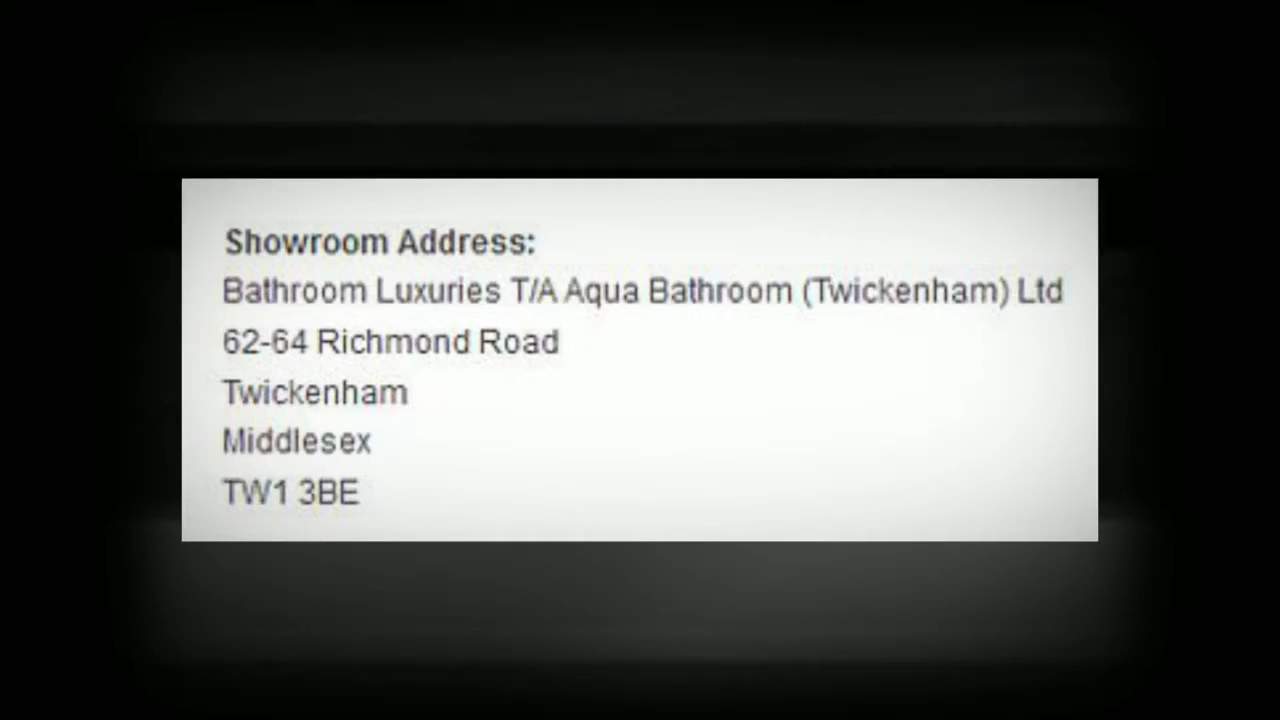 Showroom Address:
Bathroom Luxuries T/A Aqua Bathroom (Twickenham) Ltd
62-64 Richmond Road
Twickenham
Middlesex
TW1 3BE